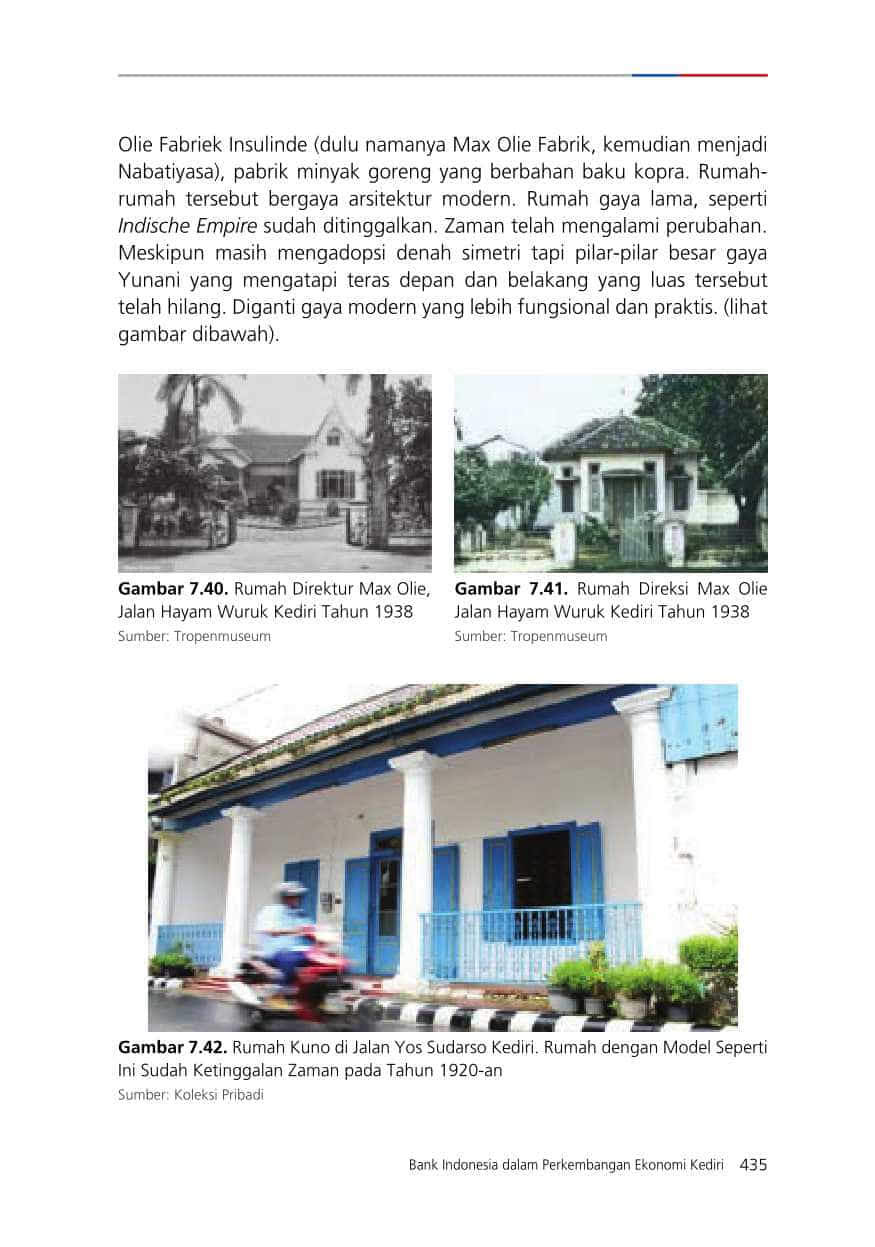 Olie Fabriek Insulinde (dulu namanya Max Olie Fabrik, kemudian menjadi
Nabatiyasa), pabrik minyak goreng yang berbahan baku kopra. Rumah-
rumah tersebut bergaya arsitektur modern. Rumah gaya lama, seperti
Indische Empire sudah ditinggalkan. Zaman telah mengalami perubahan.
Meskipun masih mengadopsi denah simetri tapi pilar-pilar besar gaya
Yunani yang mengatapi teras depan dan belakang yang luas tersebut
telah hilang. Diganti gaya modern yang lebih fungsional dan praktis. (lihat
gambar dibawah).
Gambar 7.40. Rumah Direktur Max Olie,
Jalan Hayam Wuruk Kediri Tahun 1938
Sumber: Tropenmuseum
Gambar 7.41. Rumah Direksi Max Olie
Jalan Hayam Wuruk Kediri Tahun 1938
Sumber: Tropenmuseum
Gambar 7.42. Rumah Kuno di Jalan Yos Sudarso Kediri. Rumah dengan Model Seperti
Ini Sudah Ketinggalan Zaman pada Tahun 1920-an
Sumber: Koleksi Pribadi
Bank Indonesia dalam Perkembangan Ekonomi Kediri 435